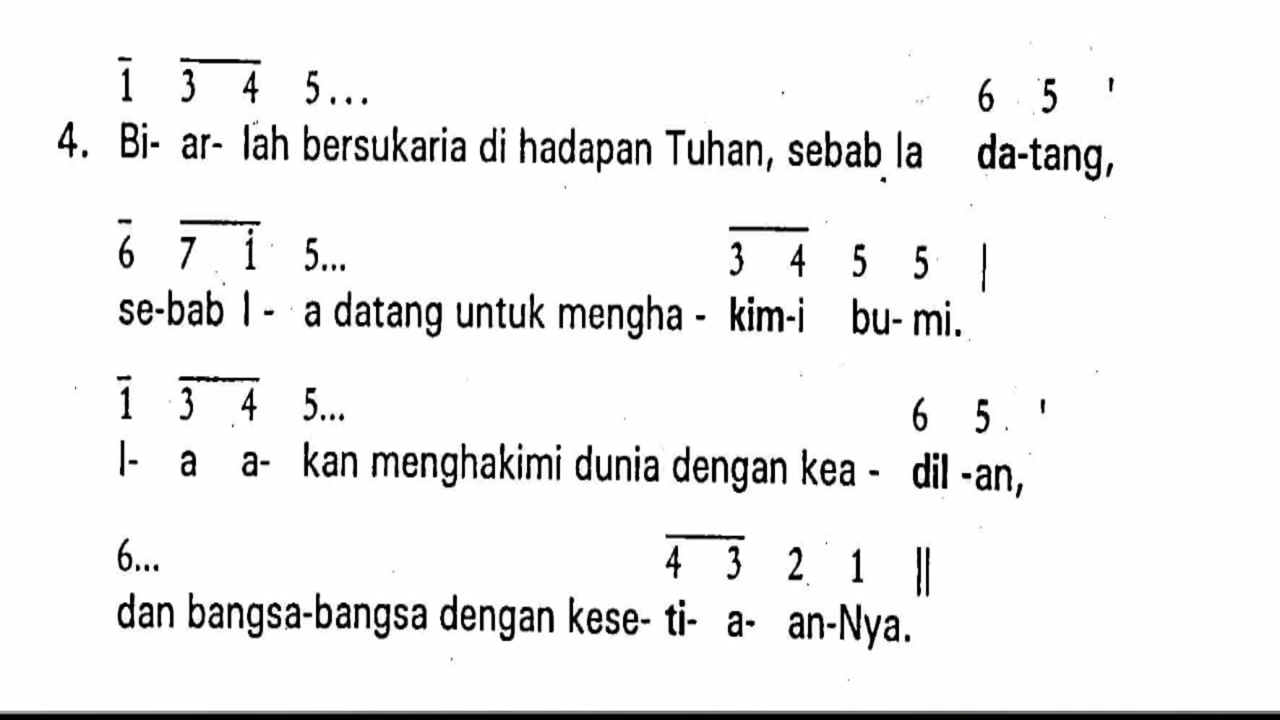 1 3 4 5... 6 5 '
4. Bi- ar- lah bersukaria di hadapan Tuhan, sebab Ia da-tang,
6 7 i 5... 3 4 5 5 |
se-bab I - a datang untuk mengha - kim-i bu- mi.
1 3 4 5... 6 5 '
I- a a- kan menghakimi dunia dengan kea - dil -an,
6... 4 3 2 1 ||
dan bangsa-bangsa dengan kese- ti- a- an-Nya.